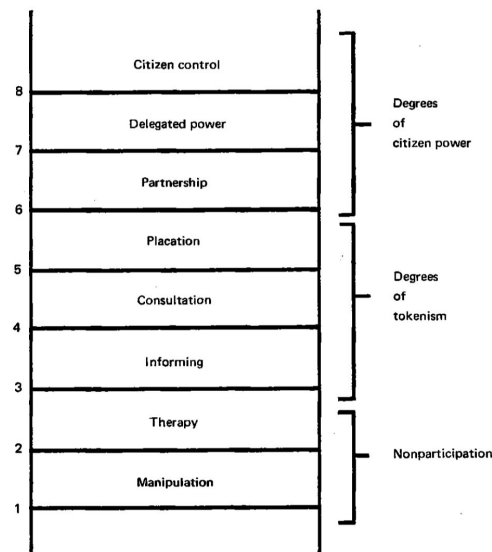 Citizen control
8
Delegated power
7
Partnership
6
Placation
5
Consultation
4
Informing
3
Therapy
2
Manipulation
1
Degrees
of
citizen power
Degrees
of
tokenism
Nonparticipation